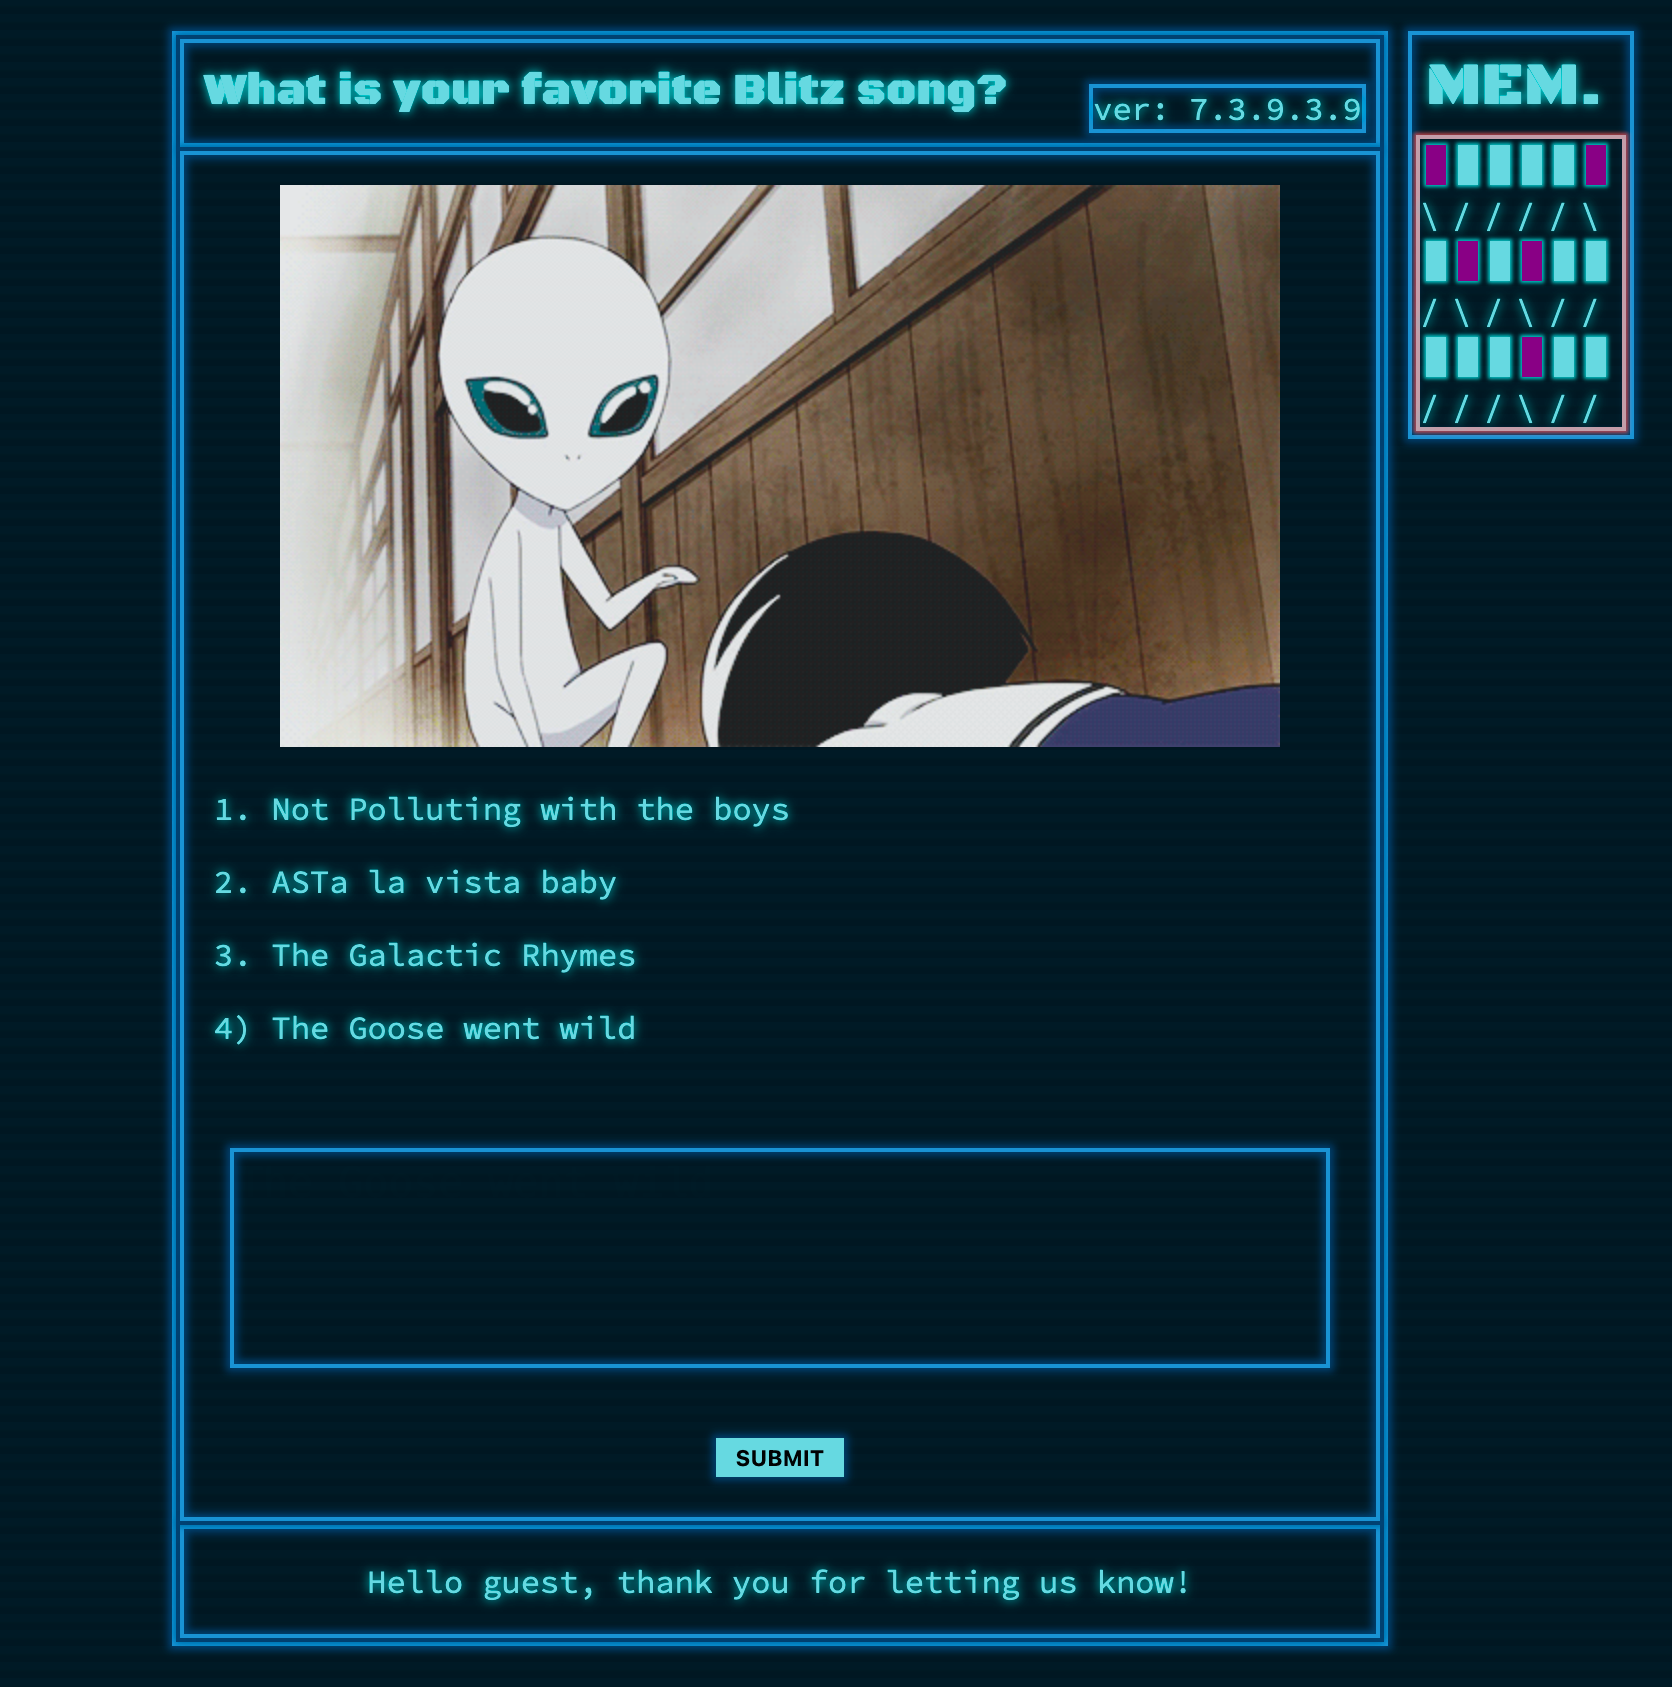 What is your favorite Blitz song?
ver: 7.3.9.3.9
MEM.
\ / / / / \
/ \ / \ / /
/ / / \ / /
1. Not Polluting with the boys
2. ASTa la vista baby
3. The Galactic Rhymes
4) The Goose went wild
SUBMIT
Hello guest, thank you for letting us know!